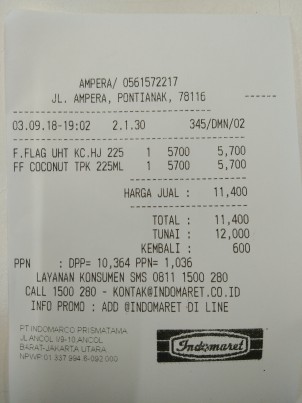 AMPERA/ 0561572217
JL. AMPERA, PONTIANAK, 78116
03.09.18-19:02 2.1.30 345/DMN/02
F.FLAG UHT KC.HJ 225 1 5700 5,700
FF COCONUT TPK 225ML 1 5700 5,700
HARGA JUAL : 11,400
TOTAL : 11,400
TUNAI : 12,000
KEMBALI : 600
PPN : DPP= 10,364 PPN= 1,036
LAYANAN KONSUMEN SMS 0811 1500 280
CALL 1500 280 - KONTAK@INDOMARET.CO.ID
INFO PROMO : ADD @INDOMARET DI LINE
PT.INDOMARCO PRISMATAMA
JL.ANCOL I/9-10,ANCOL
BARAT-JAKARTA UTARA
NPWP:01.337.994.6-092.000
Indomaret